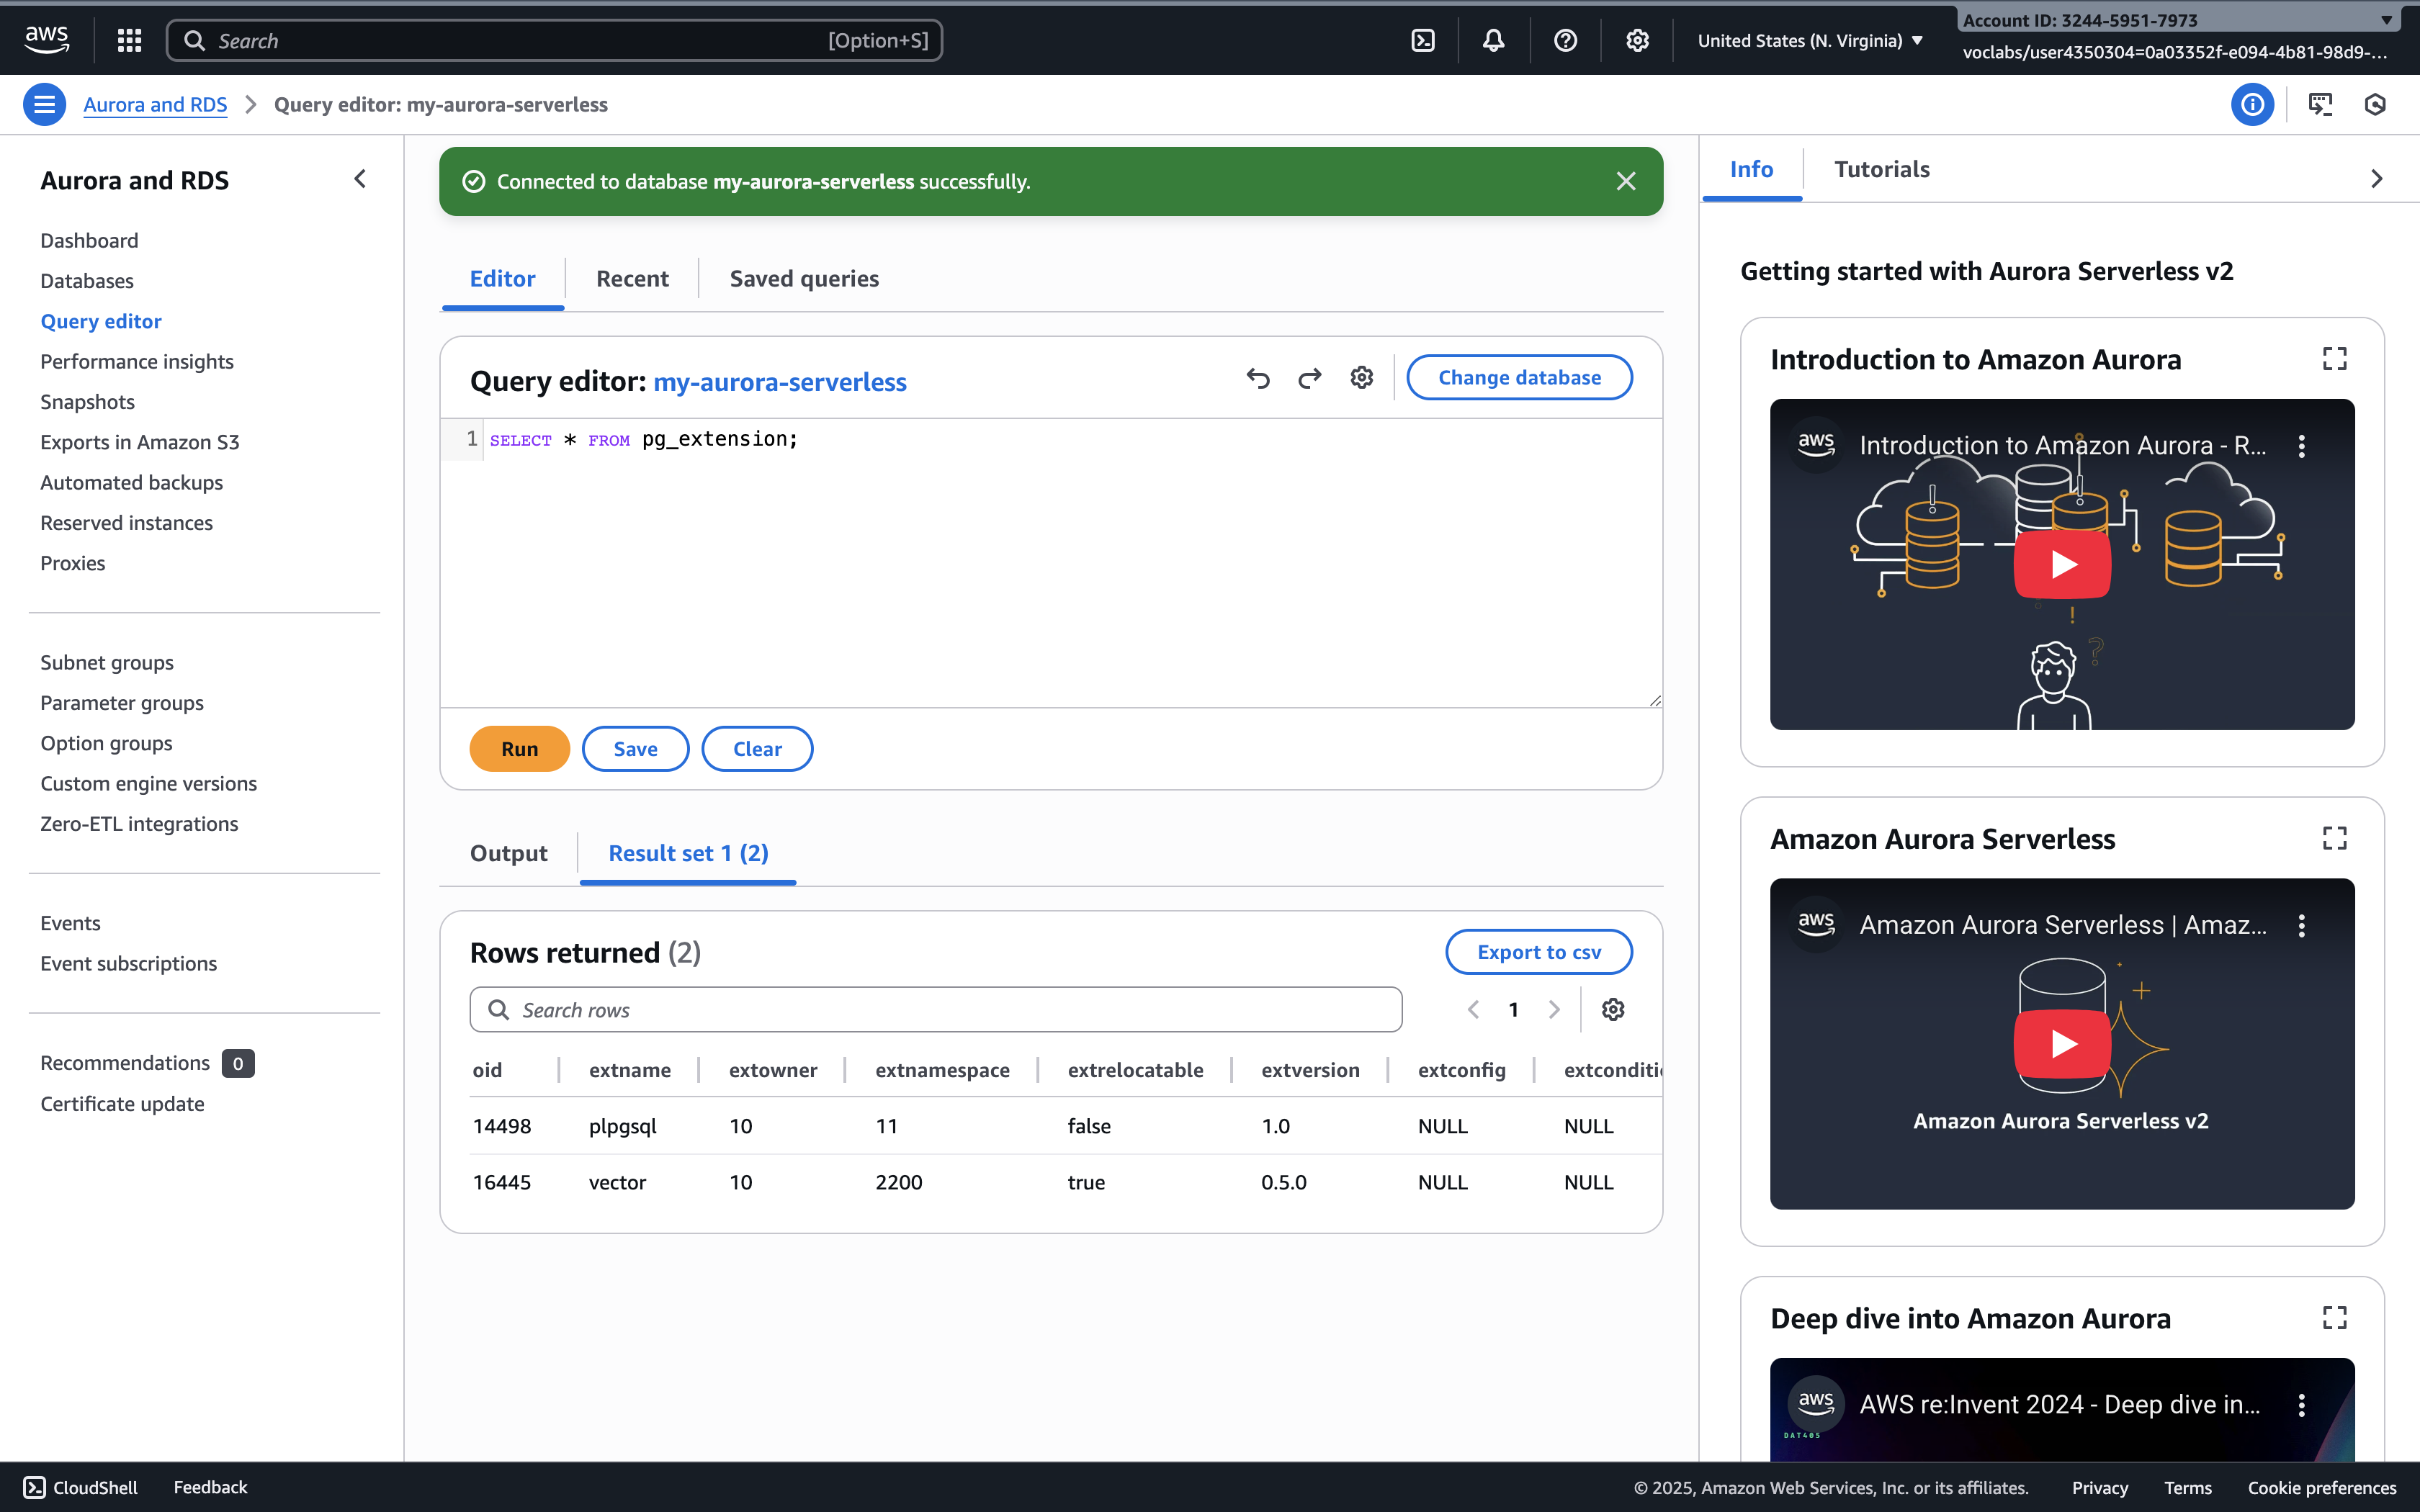 aws
Search
[Option+S]
United States (N. Virginia)
Account ID: 3244-5951-7973
voclabs/user4350304=0a03352f-e094-4b81-98d9-...
Aurora and RDS
Query editor: my-aurora-serverless
Aurora and RDS
Dashboard
Databases
Query editor
Performance insights
Snapshots
Exports in Amazon S3
Automated backups
Reserved instances
Proxies
Subnet groups
Parameter groups
Option groups
Custom engine versions
Zero-ETL integrations
Events
Event subscriptions
Recommendations 0
Certificate update
Connected to database my-aurora-serverless successfully.
Editor
Recent
Saved queries
Query editor: my-aurora-serverless
Change database
1 SELECT * FROM pg_extension;
Run
Save
Clear
Output
Result set 1 (2)
Rows returned (2)
Export to csv
Search rows
1
oid extname extowner extnamespace extrelocatable extversion extconfig extconditi
14498 plpgsql 10 11 false 1.0 NULL NULL
16445 vector 10 2200 true 0.5.0 NULL NULL
Info
Tutorials
Getting started with Aurora Serverless v2
Introduction to Amazon Aurora
aws
Introduction to Amazon Aurora - R...
Amazon Aurora Serverless
aws
Amazon Aurora Serverless | Amaz...
Amazon Aurora Serverless v2
Deep dive into Amazon Aurora
aws
AWS re:Invent 2024 - Deep dive in...
DAT405
CloudShell
Feedback
© 2025, Amazon Web Services, Inc. or its affiliates.
Privacy
Terms
Cookie preferences